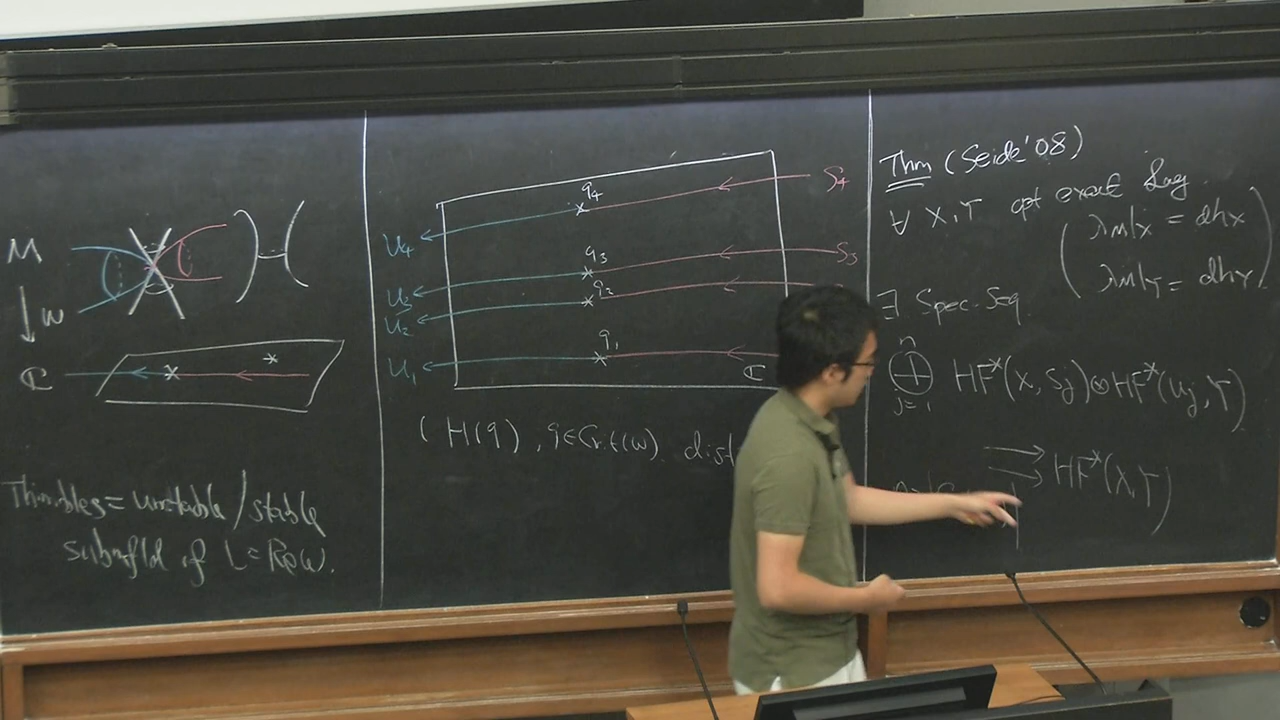 M
W
ℂ
Thimbles = unstable / stable
submfld of L = Re W.
q4
S4
U4
q3
S3
U3
q2
U2
q1
U1
ℂ
(H(q), q∈Crit(W) dist
Thm (Seidel '08)
∀ X, Y cpt exact Lag
( λM|X = dhX
λM|Y = dhY )
∃ Spec. Seq.
n
⊕ HF*(X, Sj) ⊗ HF*(Uj, Y)
j=1
⇒ HF*(X, Y)